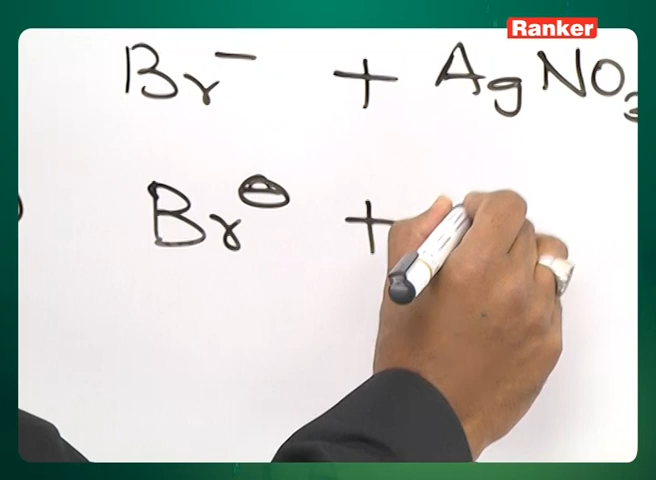 Ranker
Br⁻ + AgNO₃
Br⊖ +